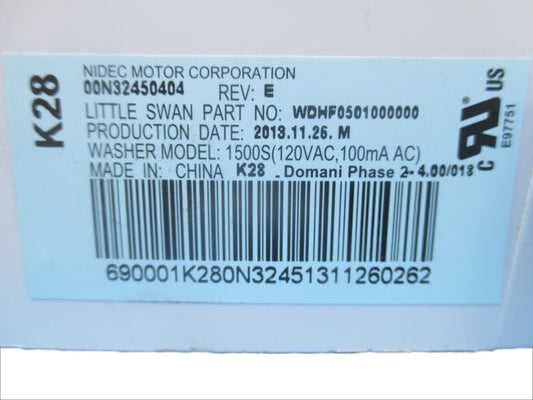 K28
NIDEC MOTOR CORPORATION
00N32450404 REV: E
LITTLE SWAN PART NO: WDHF0501000000
PRODUCTION DATE: 2013.11.26. M
WASHER MODEL: 1500S(120VAC,100mA AC)
MADE IN: CHINA K28 - Domani Phase 2- 4.00/018
690001K280N32451311260262
C RU US
E97751